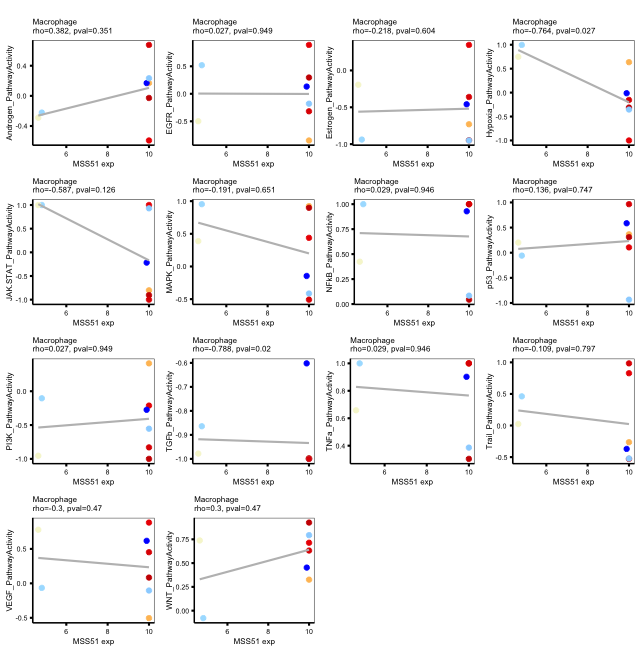 Macrophage
rho=0.382, pval=0.351
Androgen_PathwayActivity
0.4
0.0
-0.4
6
8
10
MSS51 exp
Macrophage
rho=0.027, pval=0.949
EGFR_PathwayActivity
0.5
0.0
-0.5
6
8
10
MSS51 exp
Macrophage
rho=-0.218, pval=0.604
Estrogen_PathwayActivity
0.0
-0.5
-1.0
6
8
10
MSS51 exp
Macrophage
rho=-0.764, pval=0.027
Hypoxia_PathwayActivity
1.0
0.5
0.0
-0.5
-1.0
6
8
10
MSS51 exp
Macrophage
rho=-0.587, pval=0.126
JAK-STAT_PathwayActivity
1.0
0.5
0.0
-0.5
-1.0
6
8
10
MSS51 exp
Macrophage
rho=-0.191, pval=0.651
MAPK_PathwayActivity
1.0
0.5
0.0
-0.5
6
8
10
MSS51 exp
Macrophage
rho=0.029, pval=0.946
NFkB_PathwayActivity
1.00
0.75
0.50
0.25
0.00
6
8
10
MSS51 exp
Macrophage
rho=0.136, pval=0.747
p53_PathwayActivity
1.0
0.5
0.0
-0.5
-1.0
6
8
10
MSS51 exp
Macrophage
rho=0.027, pval=0.949
PI3K_PathwayActivity
0.0
-0.5
-1.0
6
8
10
MSS51 exp
Macrophage
rho=-0.788, pval=0.02
TGFb_PathwayActivity
-0.6
-0.7
-0.8
-0.9
-1.0
6
8
10
MSS51 exp
Macrophage
rho=0.029, pval=0.946
TNFa_PathwayActivity
1.0
0.8
0.6
0.4
6
8
10
MSS51 exp
Macrophage
rho=-0.109, pval=0.797
Trail_PathwayActivity
1.0
0.5
0.0
-0.5
6
8
10
MSS51 exp
Macrophage
rho=-0.3, pval=0.47
VEGF_PathwayActivity
0.5
0.0
-0.5
6
8
10
MSS51 exp
Macrophage
rho=0.3, pval=0.47
WNT_PathwayActivity
0.75
0.50
0.25
0.00
6
8
10
MSS51 exp